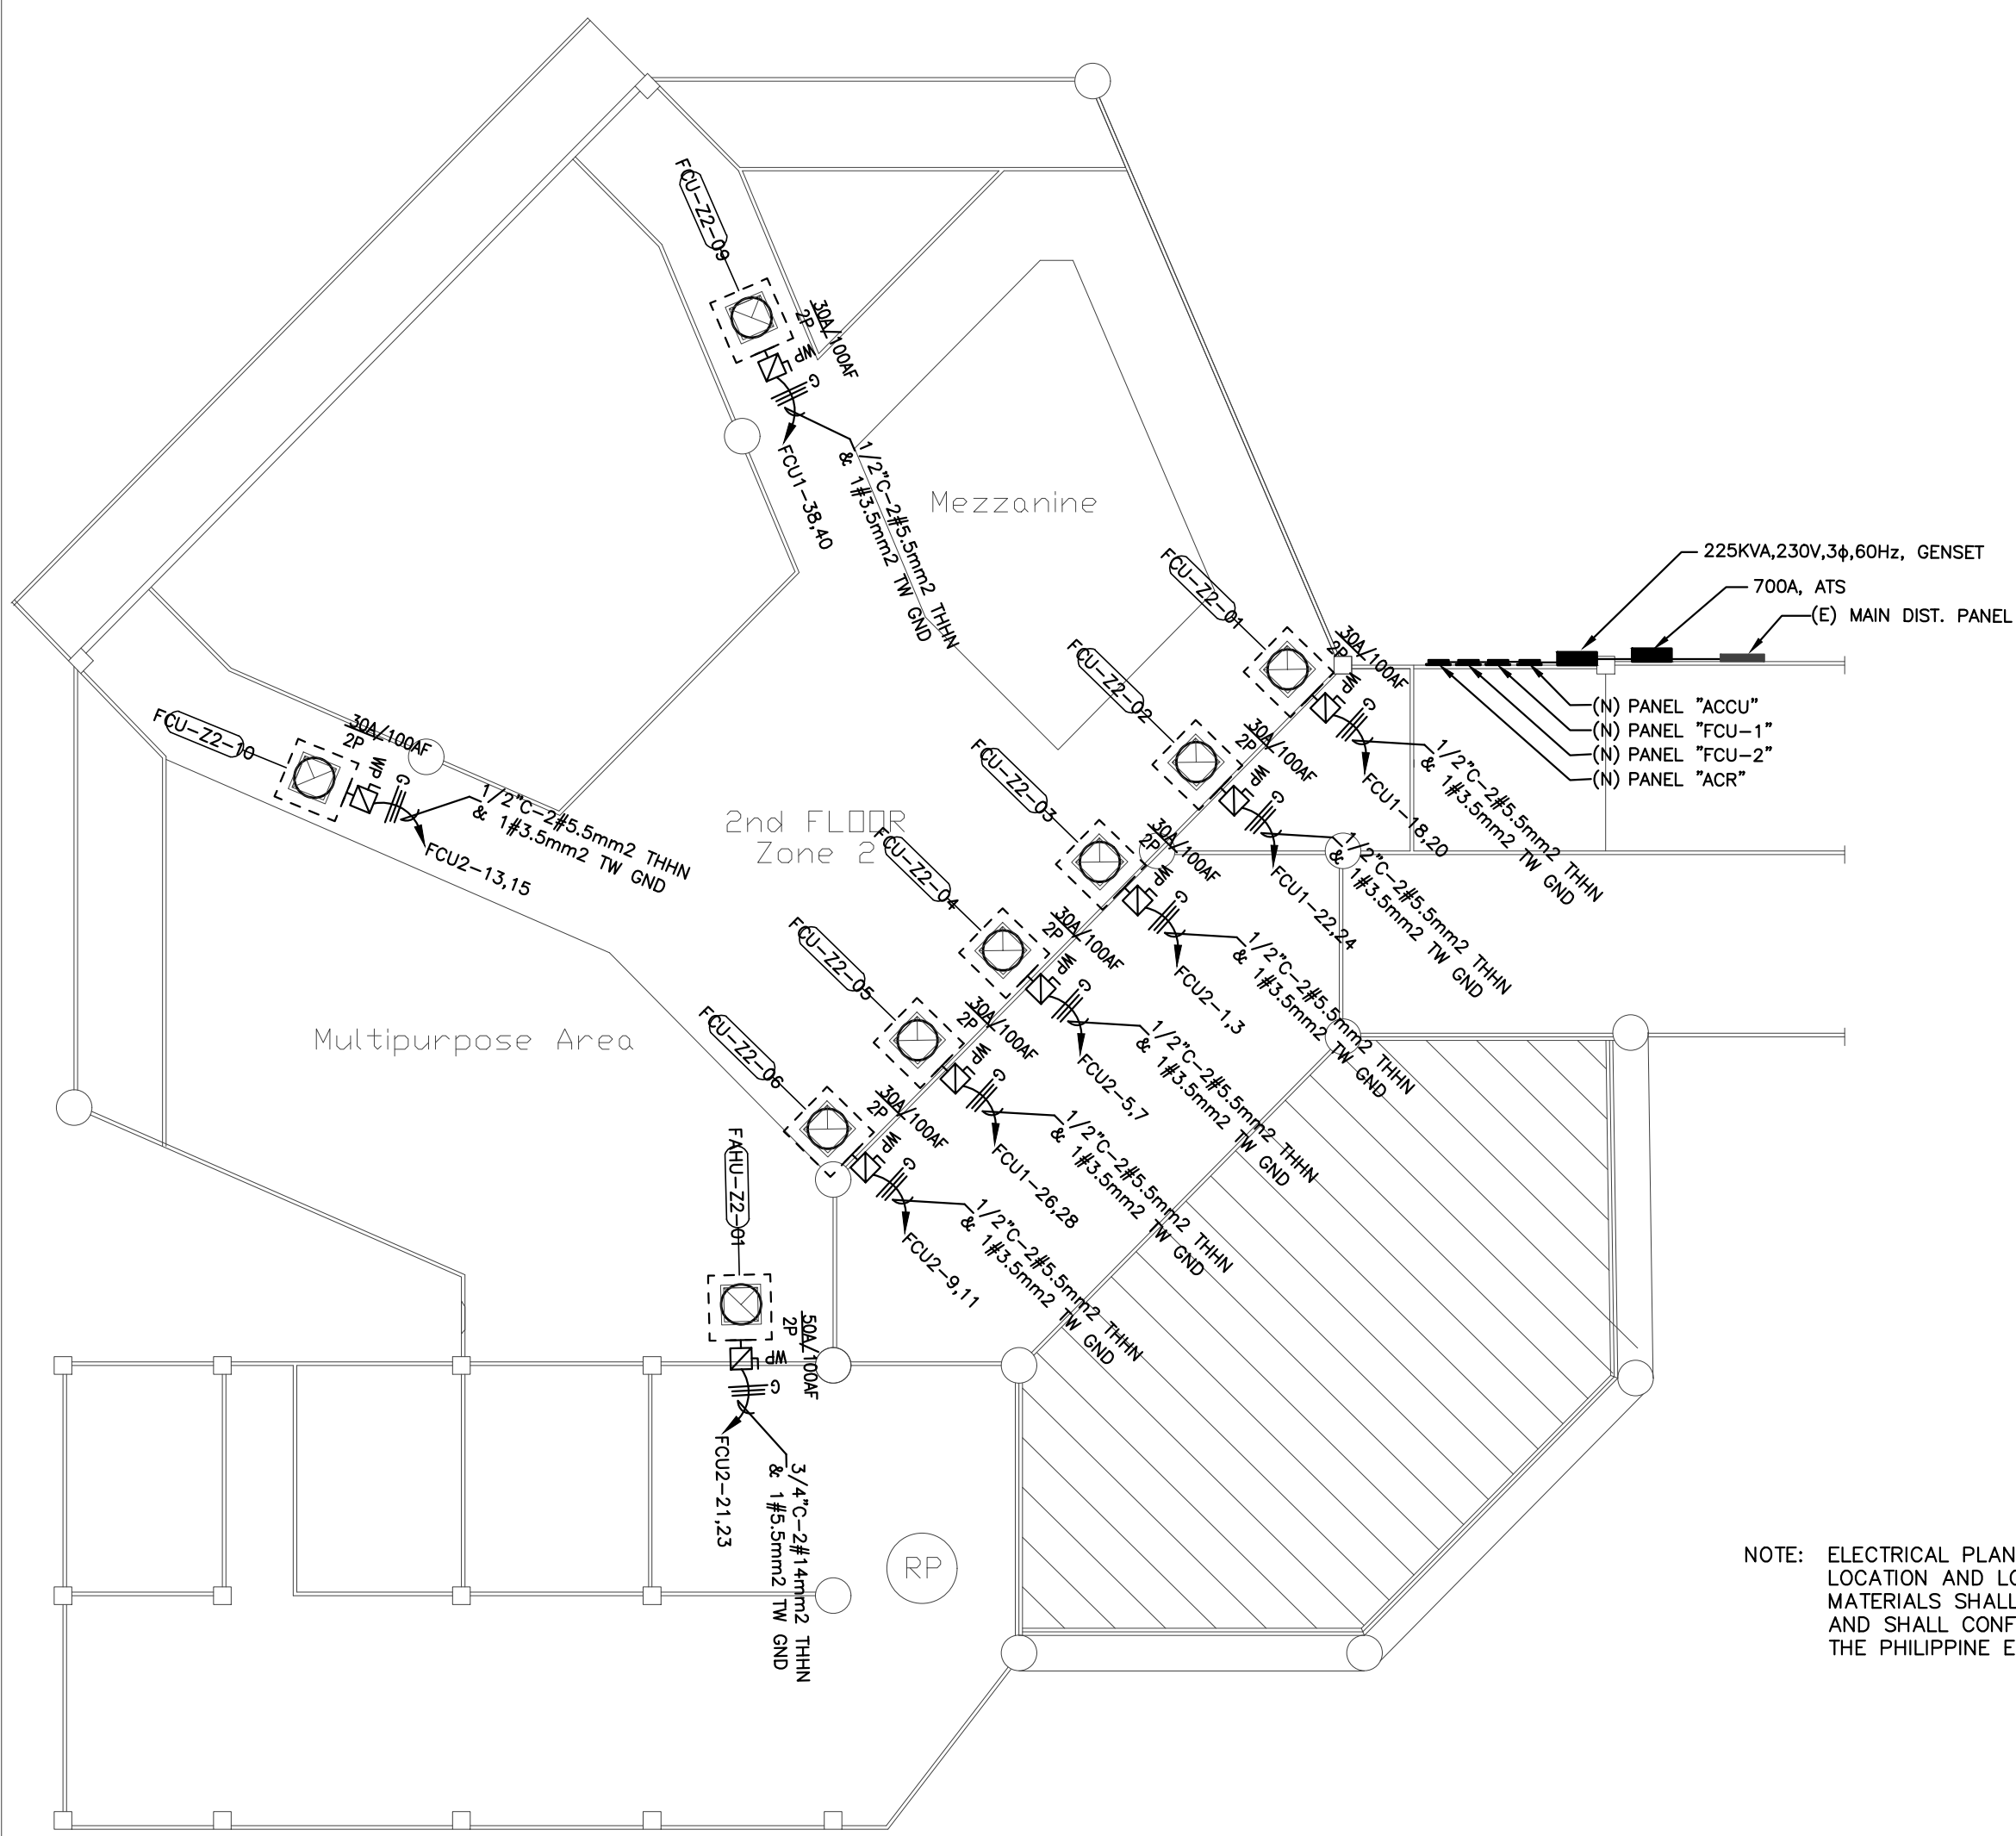 FCU-Z2-09
30A/100AF
2P
WP
G
1/2"C-2#5.5mm2 THHN
& 1#3.5mm2 TW GND
FCU1-38,40
Mezzanine
FCU-Z2-01
30A/100AF
2P
WP
G
1/2"C-2#5.5mm2 THHN
& 1#3.5mm2 TW GND
FCU1-18,20
225KVA,230V,3ϕ,60Hz, GENSET
700A, ATS
(E) MAIN DIST. PANEL
(N) PANEL "ACCU"
(N) PANEL "FCU-1"
(N) PANEL "FCU-2"
(N) PANEL "ACR"
FCU-Z2-02
30A/100AF
2P
WP
G
1/2"C-2#5.5mm2 THHN
& 1#3.5mm2 TW GND
FCU1-22,24
FCU-Z2-10
30A/100AF
2P
WP
G
1/2"C-2#5.5mm2 THHN
& 1#3.5mm2 TW GND
FCU2-13,15
2nd FLOOR
Zone 2
FCU-Z2-03
30A/100AF
2P
WP
G
1/2"C-2#5.5mm2 THHN
& 1#3.5mm2 TW GND
FCU2-1,3
FCU-Z2-04
30A/100AF
2P
WP
G
1/2"C-2#5.5mm2 THHN
& 1#3.5mm2 TW GND
FCU2-5,7
FCU-Z2-05
30A/100AF
2P
WP
G
1/2"C-2#5.5mm2 THHN
& 1#3.5mm2 TW GND
FCU1-26,28
Multipurpose Area
FCU-Z2-06
30A/100AF
2P
WP
G
1/2"C-2#5.5mm2 THHN
& 1#3.5mm2 TW GND
FCU2-9,11
FAHU-Z2-01
50A/100AF
2P
WP
G
3/4"C-2#14mm2 THHN
& 1#5.5mm2 TW GND
FCU2-21,23
RP
NOTE: ELECTRICAL PLAN
LOCATION AND LO
MATERIALS SHALL
AND SHALL CONF
THE PHILIPPINE E